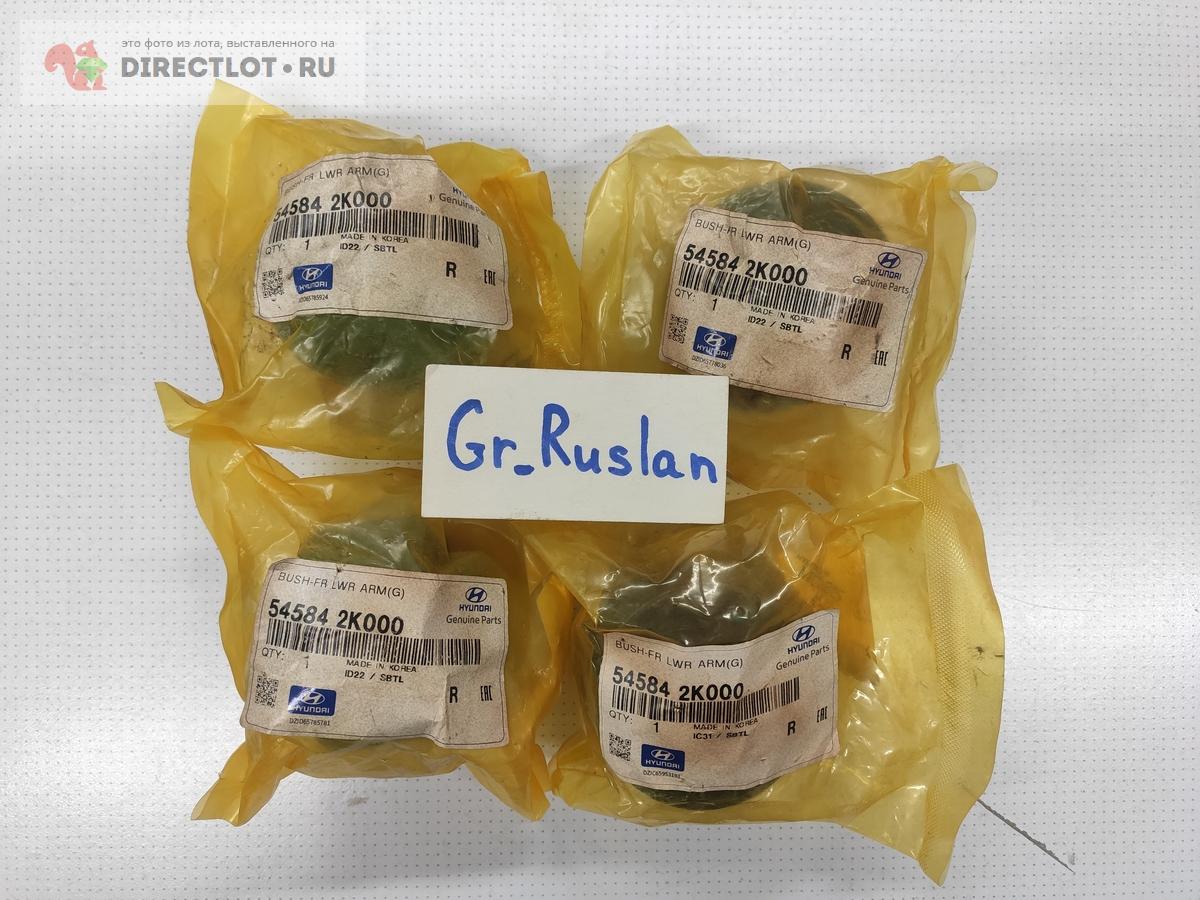 это фото из лота, выставленного на
DIRECTLOT•RU
BUSH-FR LWR ARM(G)
54584 2K000
Genuine Parts
QTY: 1
MADE IN KOREA
ID22 / SBTL
R
EAC
HYUNDAI
BUSH-FR LWR ARM(G)
54584 2K000
HYUNDAI
Genuine Parts
QTY: 1
MADE IN KOREA
ID22 / SBTL
R
EAC
HYUNDAI
Gr_Ruslan
BUSH-FR LWR ARM(G)
54584 2K000
HYUNDAI
Genuine Parts
QTY: 1
MADE IN KOREA
ID22 / SBTL
R
EAC
HYUNDAI
DZID65785781
BUSH-FR LWR ARM(G)
54584 2K000
HYUNDAI
Genuine Parts
QTY: 1
MADE IN KOREA
IC31 / SBTL
R
EAC
HYUNDAI